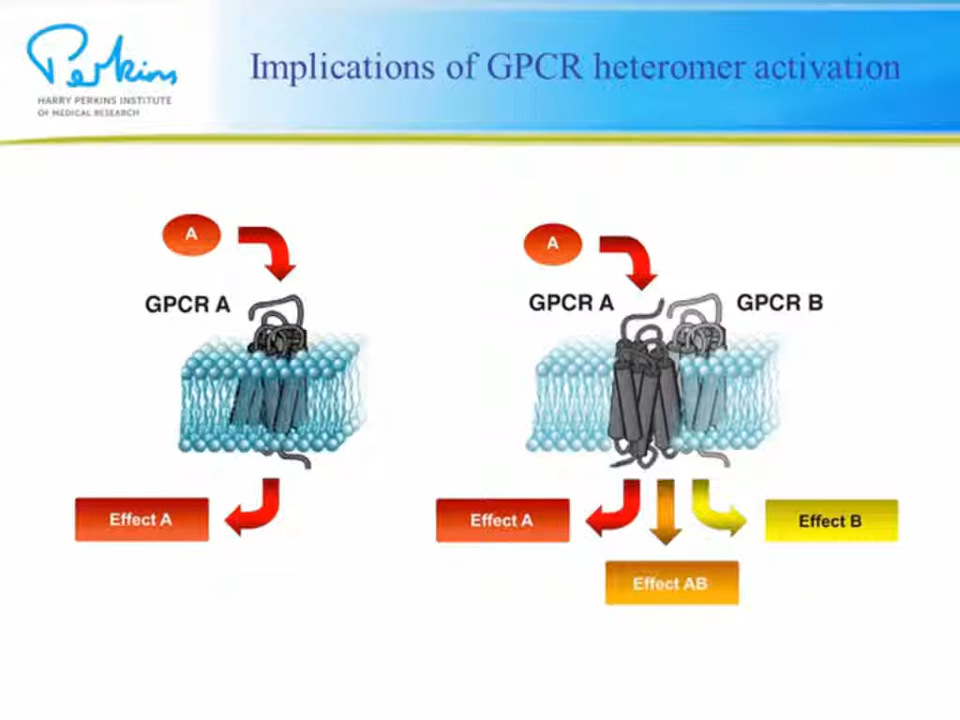 Perkins
HARRY PERKINS INSTITUTE
OF MEDICAL RESEARCH
Implications of GPCR heteromer activation
A
GPCR A
Effect A
A
GPCR A
GPCR B
Effect A
Effect B
Effect AB